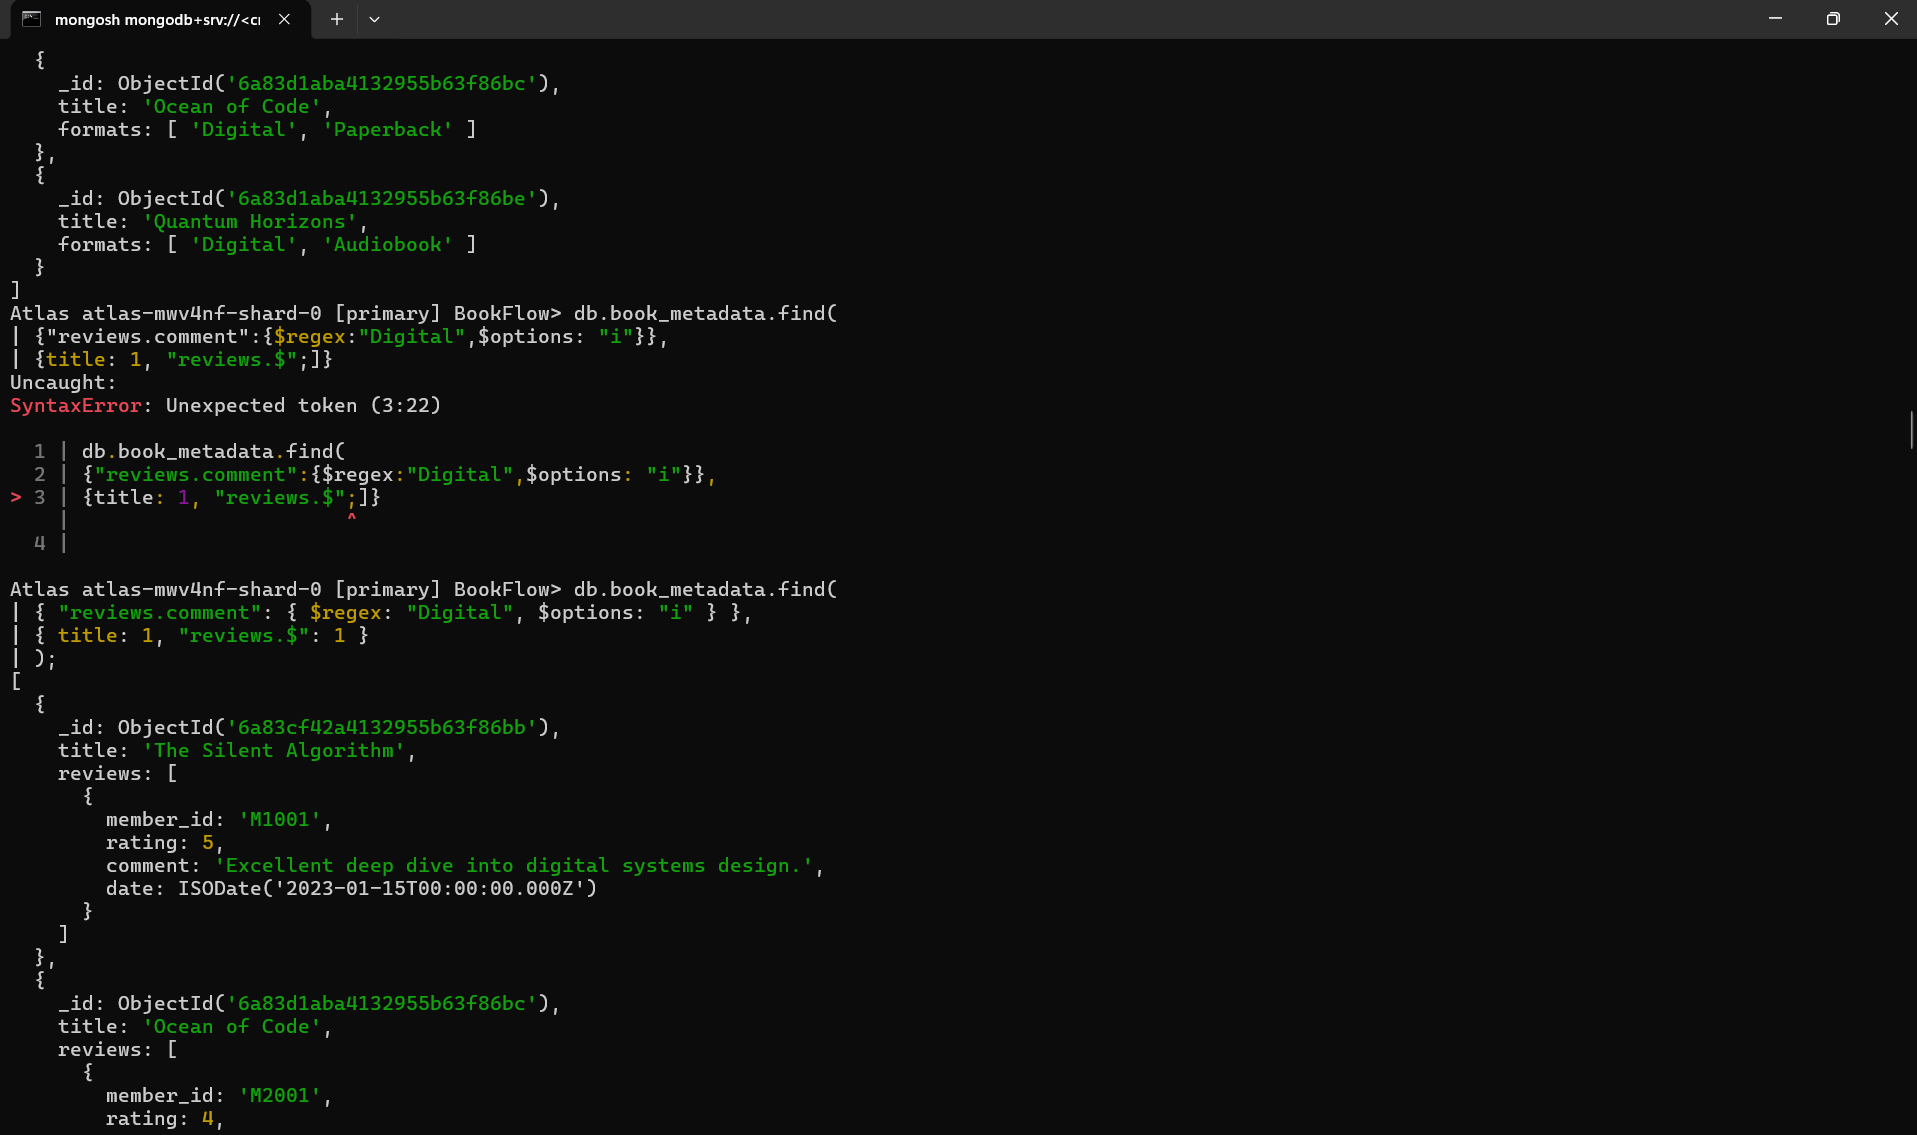 mongosh mongodb+srv://<cr
  {
    _id: ObjectId('6a83d1aba4132955b63f86bc'),
    title: 'Ocean of Code',
    formats: [ 'Digital', 'Paperback' ]
  },
  {
    _id: ObjectId('6a83d1aba4132955b63f86be'),
    title: 'Quantum Horizons',
    formats: [ 'Digital', 'Audiobook' ]
  }
]
Atlas atlas-mwv4nf-shard-0 [primary] BookFlow> db.book_metadata.find(
| {"reviews.comment":{$regex:"Digital",$options: "i"}},
| {title: 1, "reviews.$";]}
Uncaught:
SyntaxError: Unexpected token (3:22)
  1 | db.book_metadata.find(
  2 | {"reviews.comment":{$regex:"Digital",$options: "i"}},
> 3 | {title: 1, "reviews.$";]}
    |                       ^
  4 |
Atlas atlas-mwv4nf-shard-0 [primary] BookFlow> db.book_metadata.find(
| { "reviews.comment": { $regex: "Digital", $options: "i" } },
| { title: 1, "reviews.$": 1 }
| );
[
  {
    _id: ObjectId('6a83cf42a4132955b63f86bb'),
    title: 'The Silent Algorithm',
    reviews: [
      {
        member_id: 'M1001',
        rating: 5,
        comment: 'Excellent deep dive into digital systems design.',
        date: ISODate('2023-01-15T00:00:00.000Z')
      }
    ]
  },
  {
    _id: ObjectId('6a83d1aba4132955b63f86bc'),
    title: 'Ocean of Code',
    reviews: [
      {
        member_id: 'M2001',
        rating: 4,